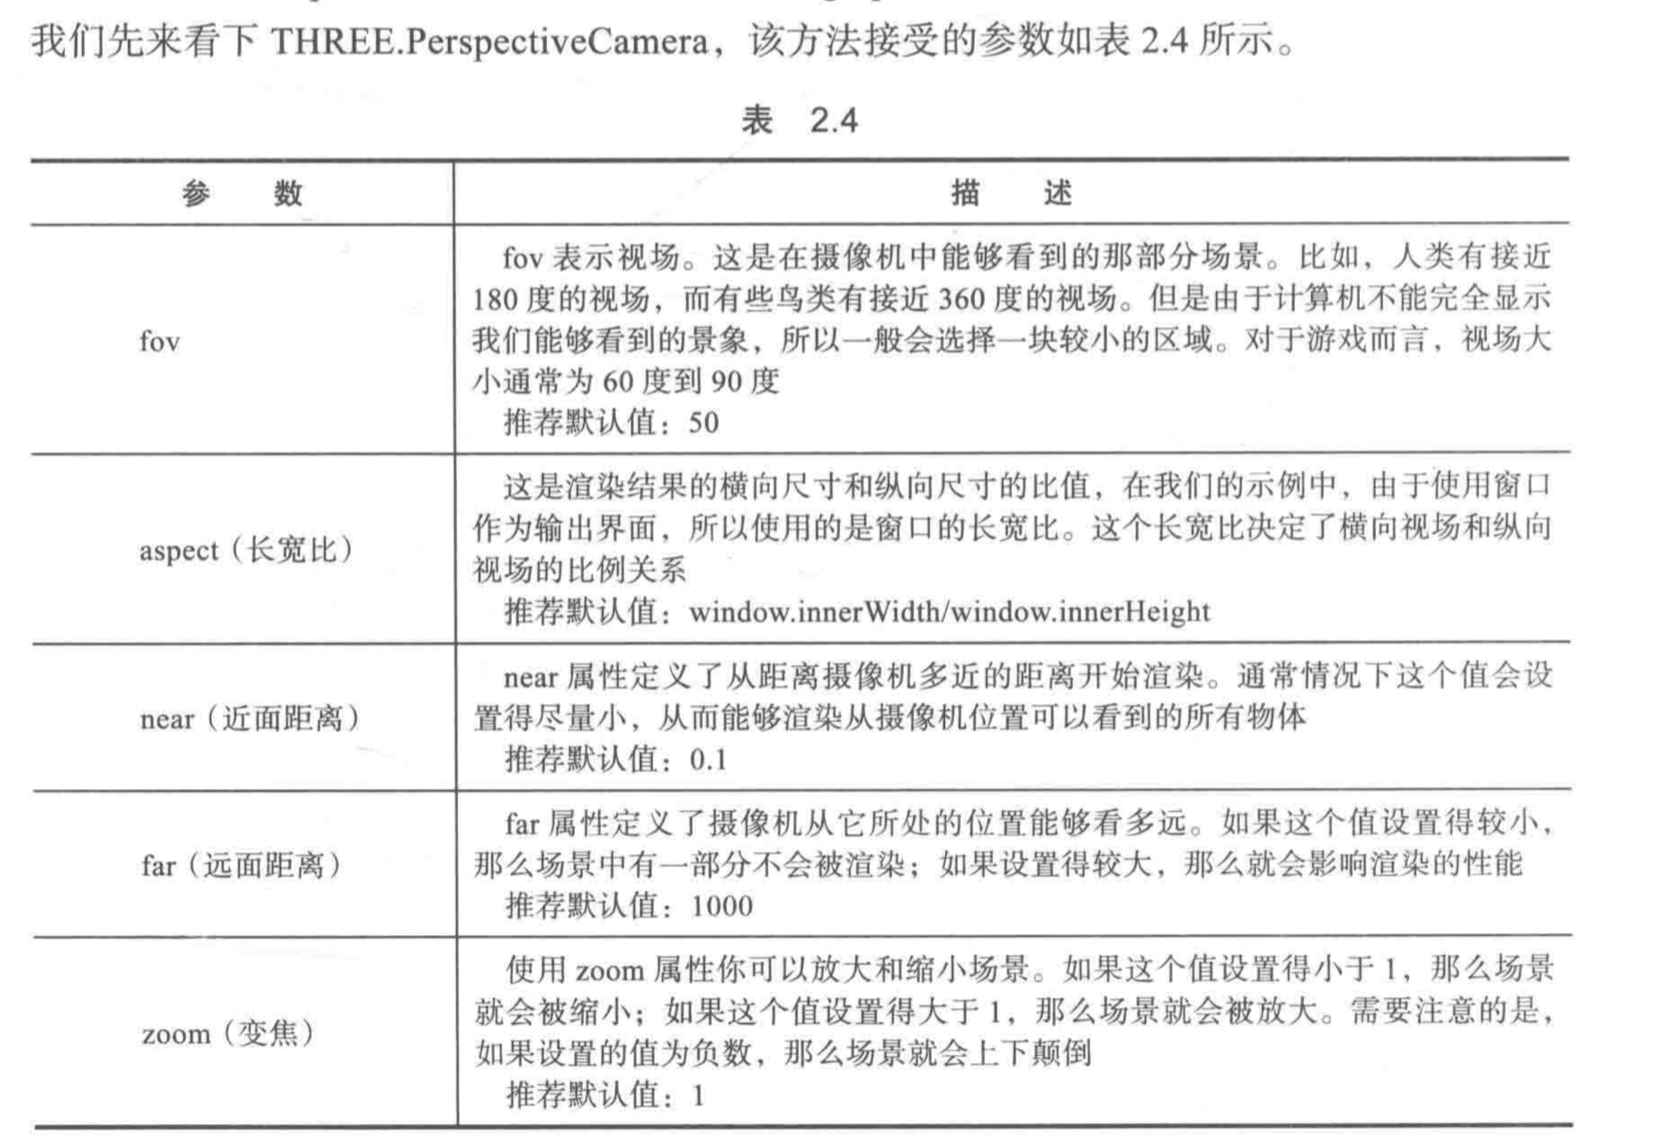 我们先来看下 THREE.PerspectiveCamera，该方法接受的参数如表 2.4 所示。
表 2.4
参 数
描 述
fov
fov 表示视场。这是在摄像机中能够看到的那部分场景。比如，人类有接近
180 度的视场，而有些鸟类有接近 360 度的视场。但是由于计算机不能完全显示
我们能够看到的景象，所以一般会选择一块较小的区域。对于游戏而言，视场大
小通常为 60 度到 90 度
推荐默认值：50
aspect（长宽比）
这是渲染结果的横向尺寸和纵向尺寸的比值，在我们的示例中，由于使用窗口
作为输出界面，所以使用的是窗口的长宽比。这个长宽比决定了横向视场和纵向
视场的比例关系
推荐默认值：window.innerWidth/window.innerHeight
near（近面距离）
near 属性定义了从距离摄像机多近的距离开始渲染。通常情况下这个值会设
置得尽量小，从而能够渲染从摄像机位置可以看到的所有物体
推荐默认值：0.1
far（远面距离）
far 属性定义了摄像机从它所处的位置能够看多远。如果这个值设置得较小，
那么场景中有一部分不会被渲染；如果设置得较大，那么就会影响渲染的性能
推荐默认值：1000
zoom（变焦）
使用 zoom 属性你可以放大和缩小场景。如果这个值设置得小于 1，那么场景
就会被缩小；如果这个值设置得大于 1，那么场景就会被放大。需要注意的是，
如果设置的值为负数，那么场景就会上下颠倒
推荐默认值：1